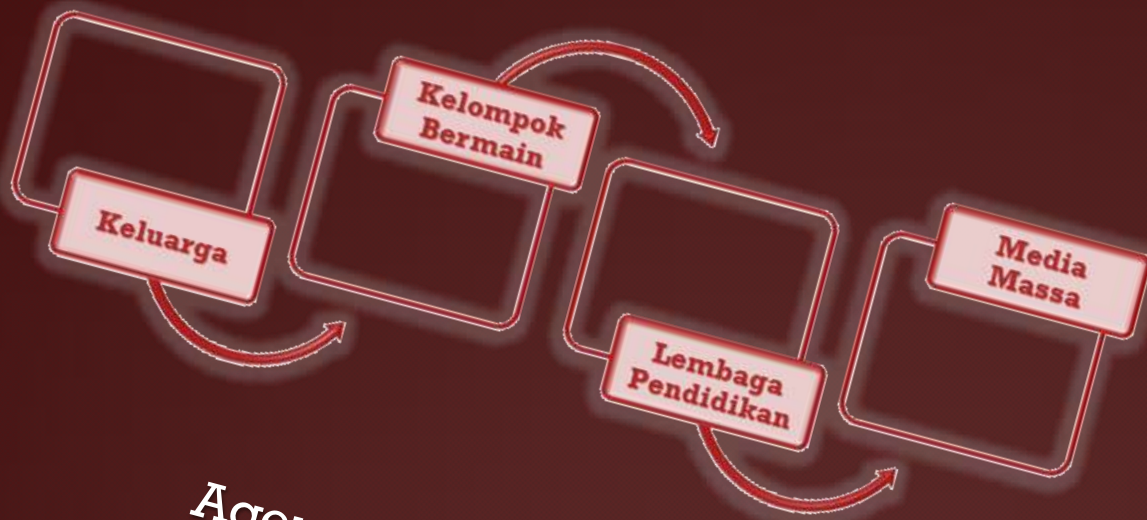 Keluarga
Kelompok
Bermain
Lembaga
Pendidikan
Media
Massa